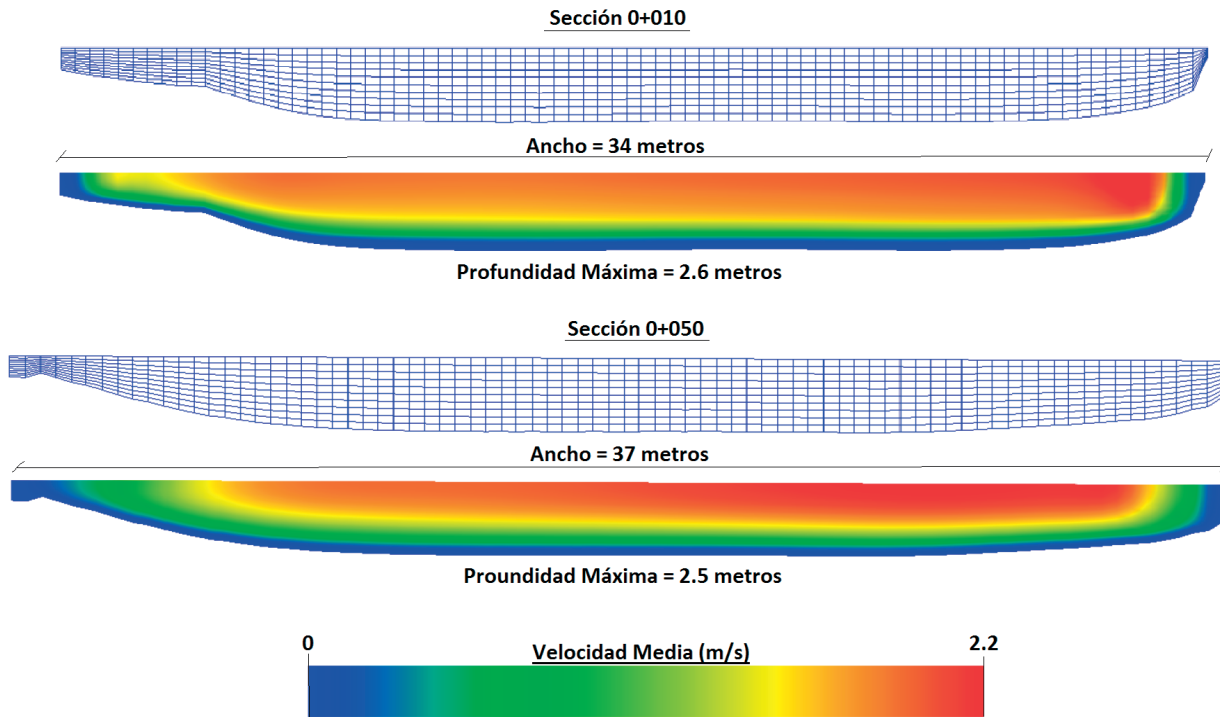 Sección 0+010
Ancho = 34 metros
Profundidad Máxima = 2.6 metros
Sección 0+050
Ancho = 37 metros
Proundidad Máxima = 2.5 metros
0 Velocidad Media (m/s) 2.2